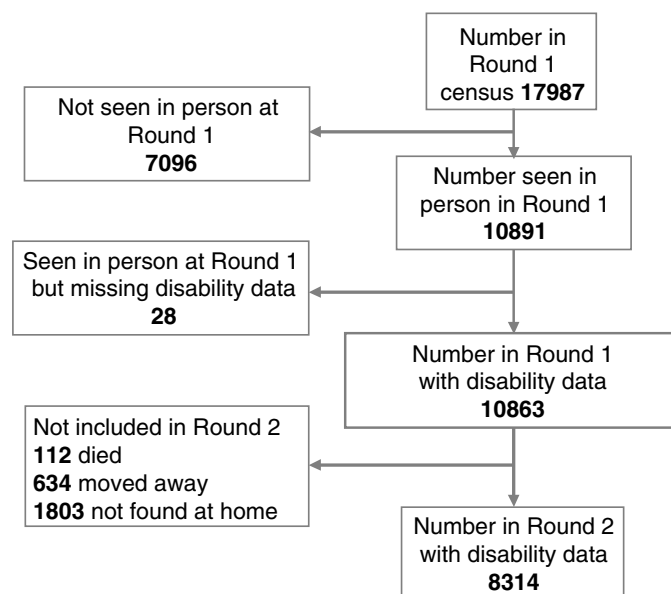 Number in
Round 1
census 17987
Not seen in person at
Round 1
7096
Number seen in
person in Round 1
10891
Seen in person at Round 1
but missing disability data
28
Number in Round 1
with disability data
10863
Not included in Round 2
112 died
634 moved away
1803 not found at home
Number in Round 2
with disability data
8314